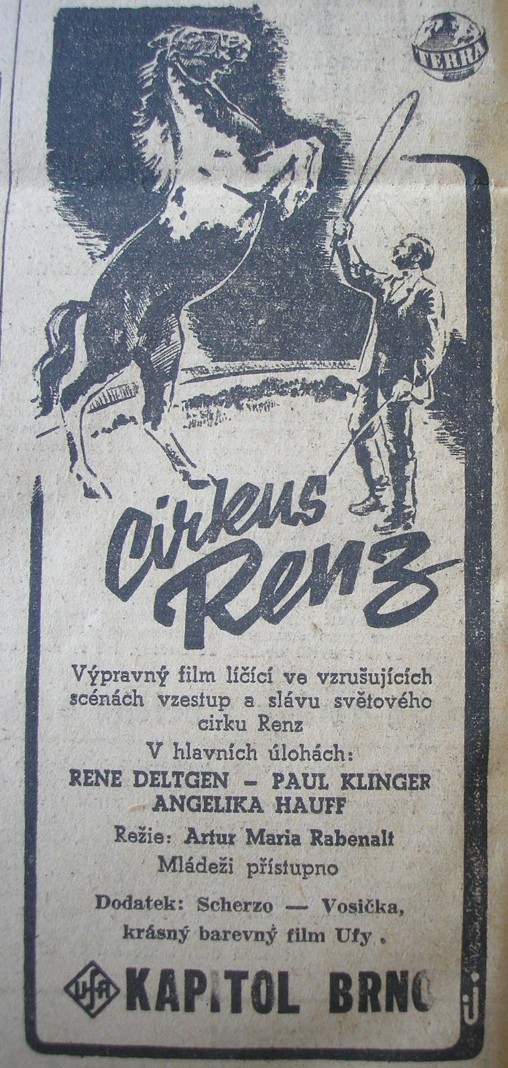 TERRA
Cirkus
Renz
Výpravný film líčící ve vzrušujících
scénách vzestup a slávu světového
cirku Renz
V hlavních úlohách:
RENE DELTGEN – PAUL KLINGER
ANGELIKA HAUFF
Režie: Artur Maria Rabenalt
Mládeži přístupno
Dodatek: Scherzo — Vosička,
krásný barevný film Ufy .
UFA KAPITOL BRNO